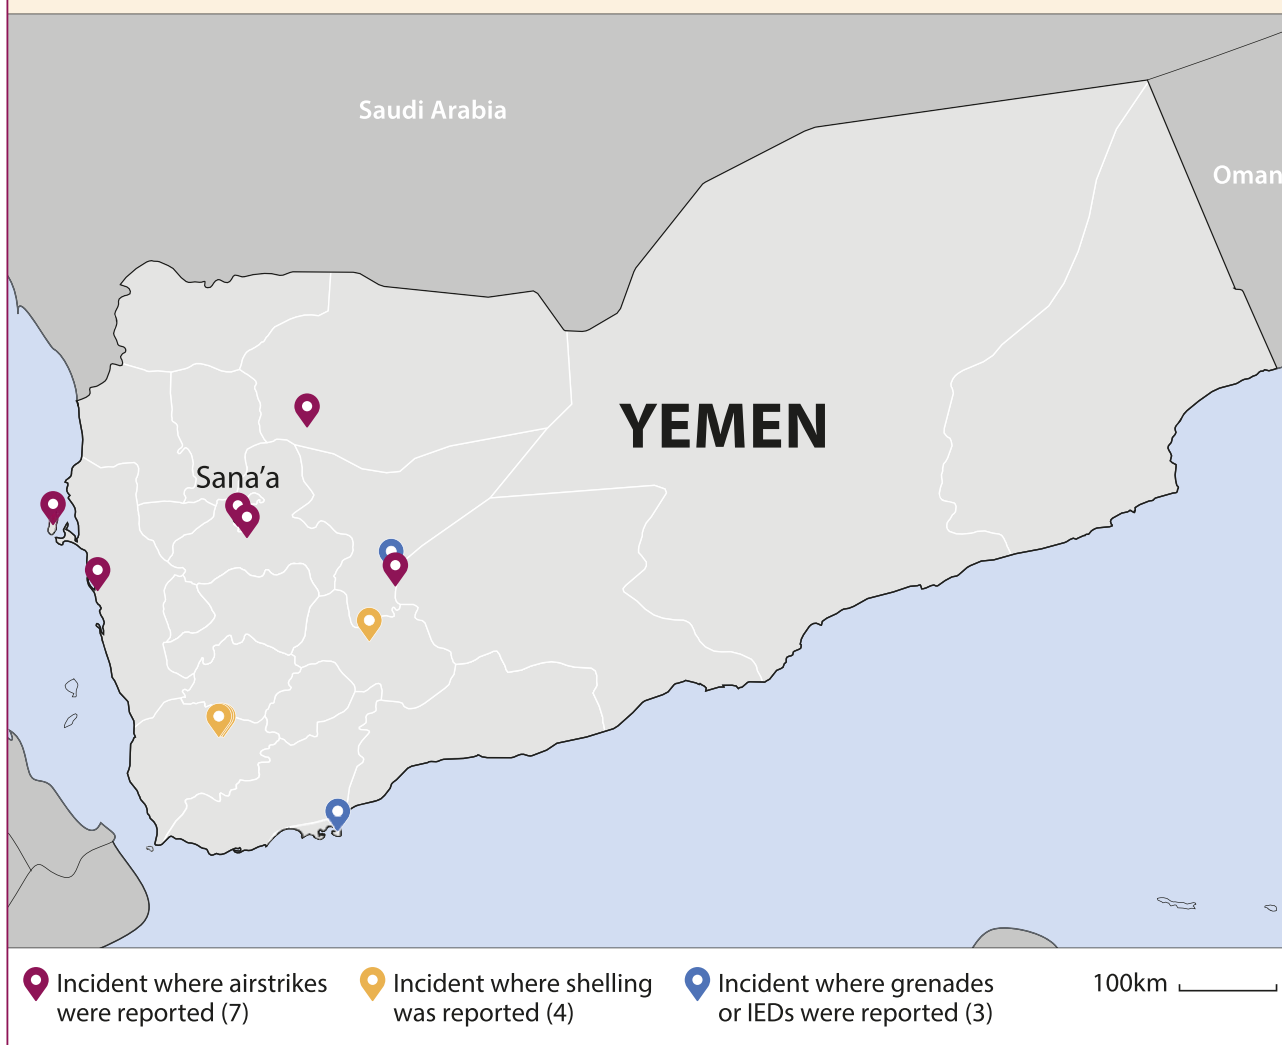 Saudi Arabia
Oman
YEMEN
Sana’a
Incident where airstrikes
were reported (7)
Incident where shelling
was reported (4)
Incident where grenades
or IEDs were reported (3)
100km